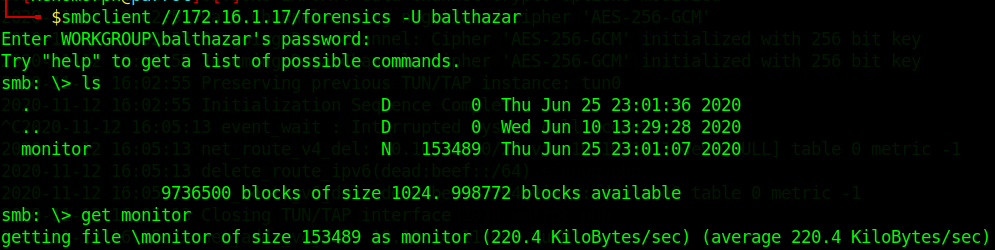 $smbclient //172.16.1.17/forensics -U balthazar
Enter WORKGROUP\balthazar's password:
Try "help" to get a list of possible commands.
smb: \> ls
. D 0 Thu Jun 25 23:01:36 2020
.. D 0 Wed Jun 10 13:29:28 2020
monitor N 153489 Thu Jun 25 23:01:07 2020
9736500 blocks of size 1024. 998772 blocks available
smb: \> get monitor
getting file \monitor of size 153489 as monitor (220.4 KiloBytes/sec) (average 220.4 KiloBytes/sec)